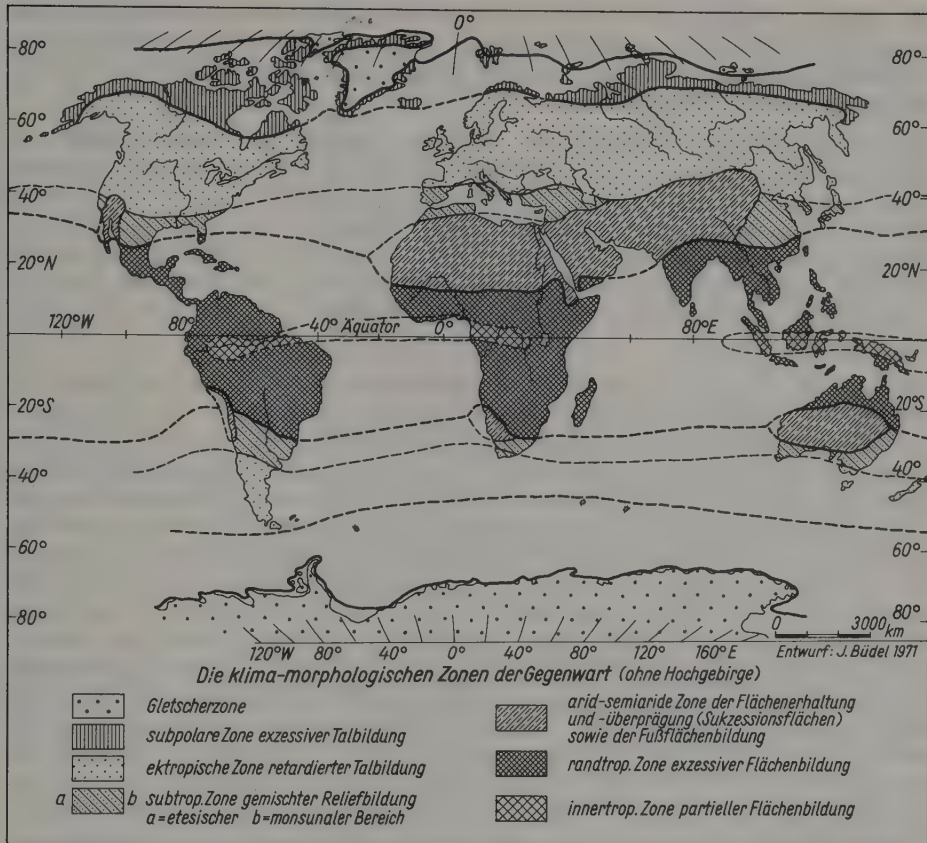 0°
80° 80°
60° 60°
40° 40°
20°N 20°N
120°W 80° 40° Äquator 0° 80°E
20°S 20°S
40° 40°
60° 60°
80° 80°
0 3000 km
120°W 80° 40° 0° 40° 80° 120° 160°E Entwurf: J. Büdel 1971
Die klima-morphologischen Zonen der Gegenwart (ohne Hochgebirge)
Gletscherzone
subpolare Zone exzessiver Talbildung
ektropische Zone retardierter Talbildung
a b subtrop. Zone gemischter Reliefbildung
a = etesischer b = monsunaler Bereich
arid-semiaride Zone der Flächenerhaltung
und -überprägung (Sukzessionsflächen)
sowie der Fußflächenbildung
randtrop. Zone exzessiver Flächenbildung
innertrop. Zone partieller Flächenbildung